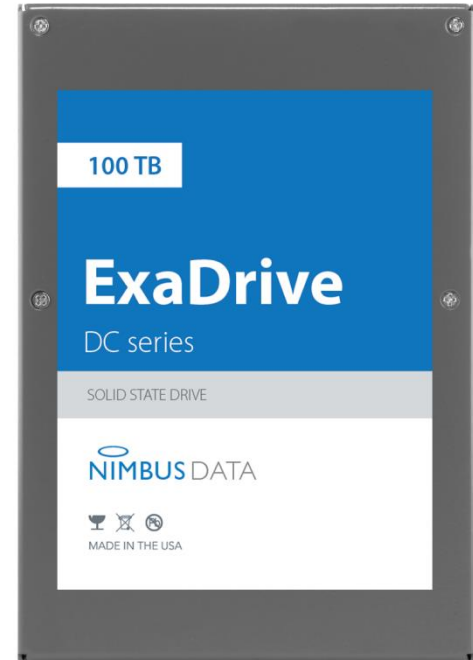 100 TB
ExaDrive
DC series
SOLID STATE DRIVE
NIMBUS DATA
MADE IN THE USA